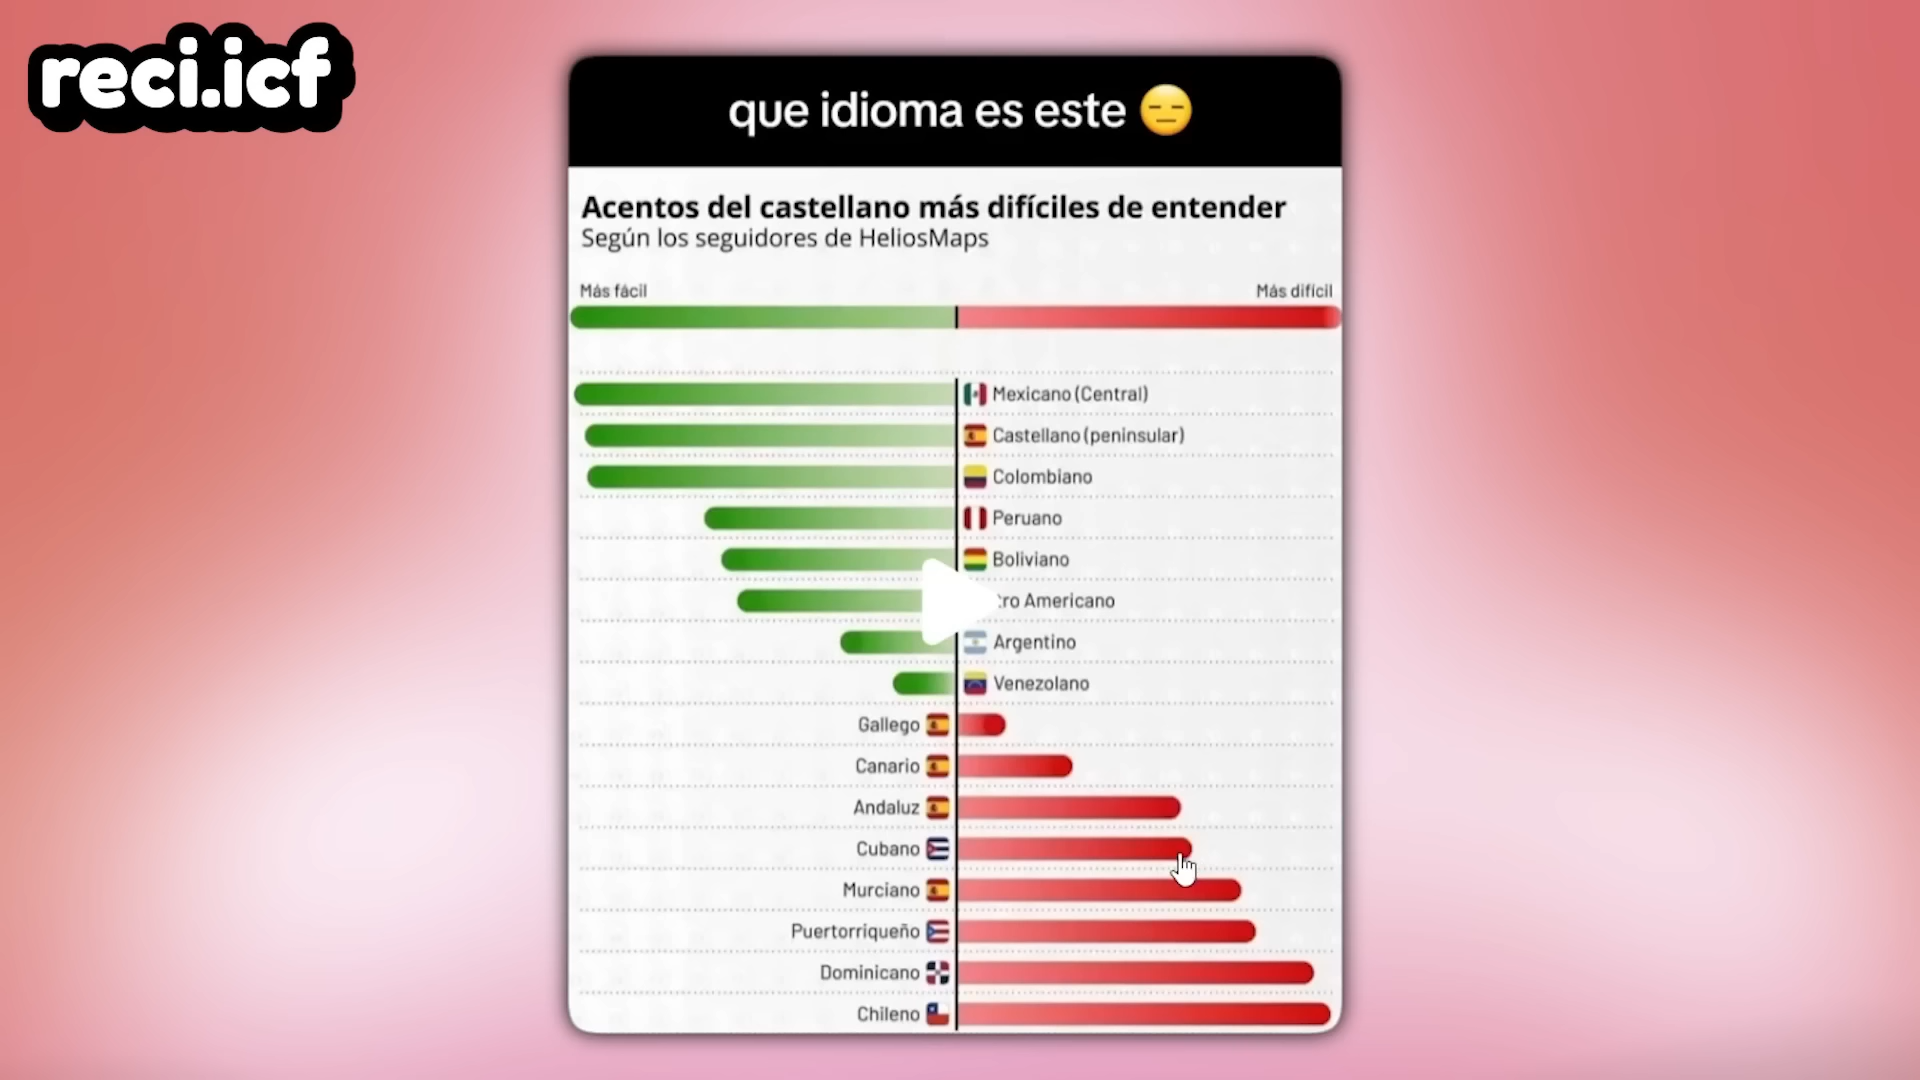 reci.icf
que idioma es este 😑
Acentos del castellano más difíciles de entender
Según los seguidores de HeliosMaps
Más fácil
Más difícil
Mexicano (Central)
Castellano (peninsular)
Colombiano
Peruano
Boliviano
Americano
Argentino
Venezolano
Gallego
Canario
Andaluz
Cubano
Murciano
Puertorriqueño
Dominicano
Chileno